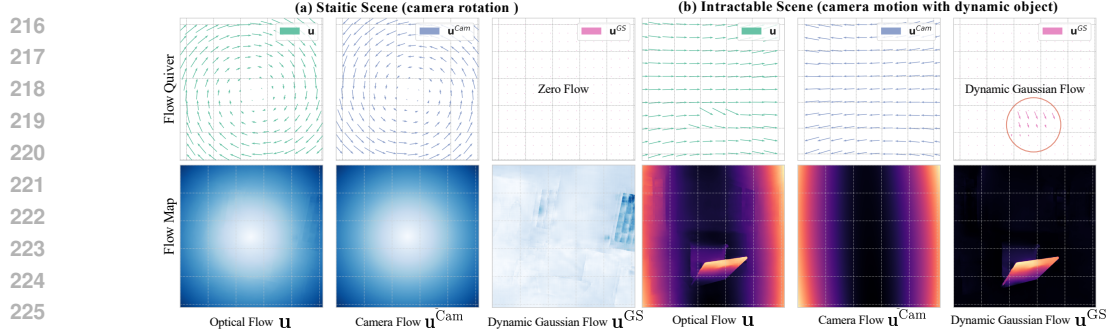 216
217
218
219
220
221
222
223
224
225
(a) Staitic Scene (camera rotation )
(b) Intractable Scene (camera motion with dynamic object)
Flow Quiver
u
u^Cam
u^GS
Zero Flow
u
u^Cam
u^GS
Dynamic Gaussian Flow
Flow Map
Optical Flow u
Camera Flow u^Cam
Dynamic Gaussian Flow u^GS
Optical Flow u
Camera Flow u^Cam
Dynamic Gaussian Flow u^GS